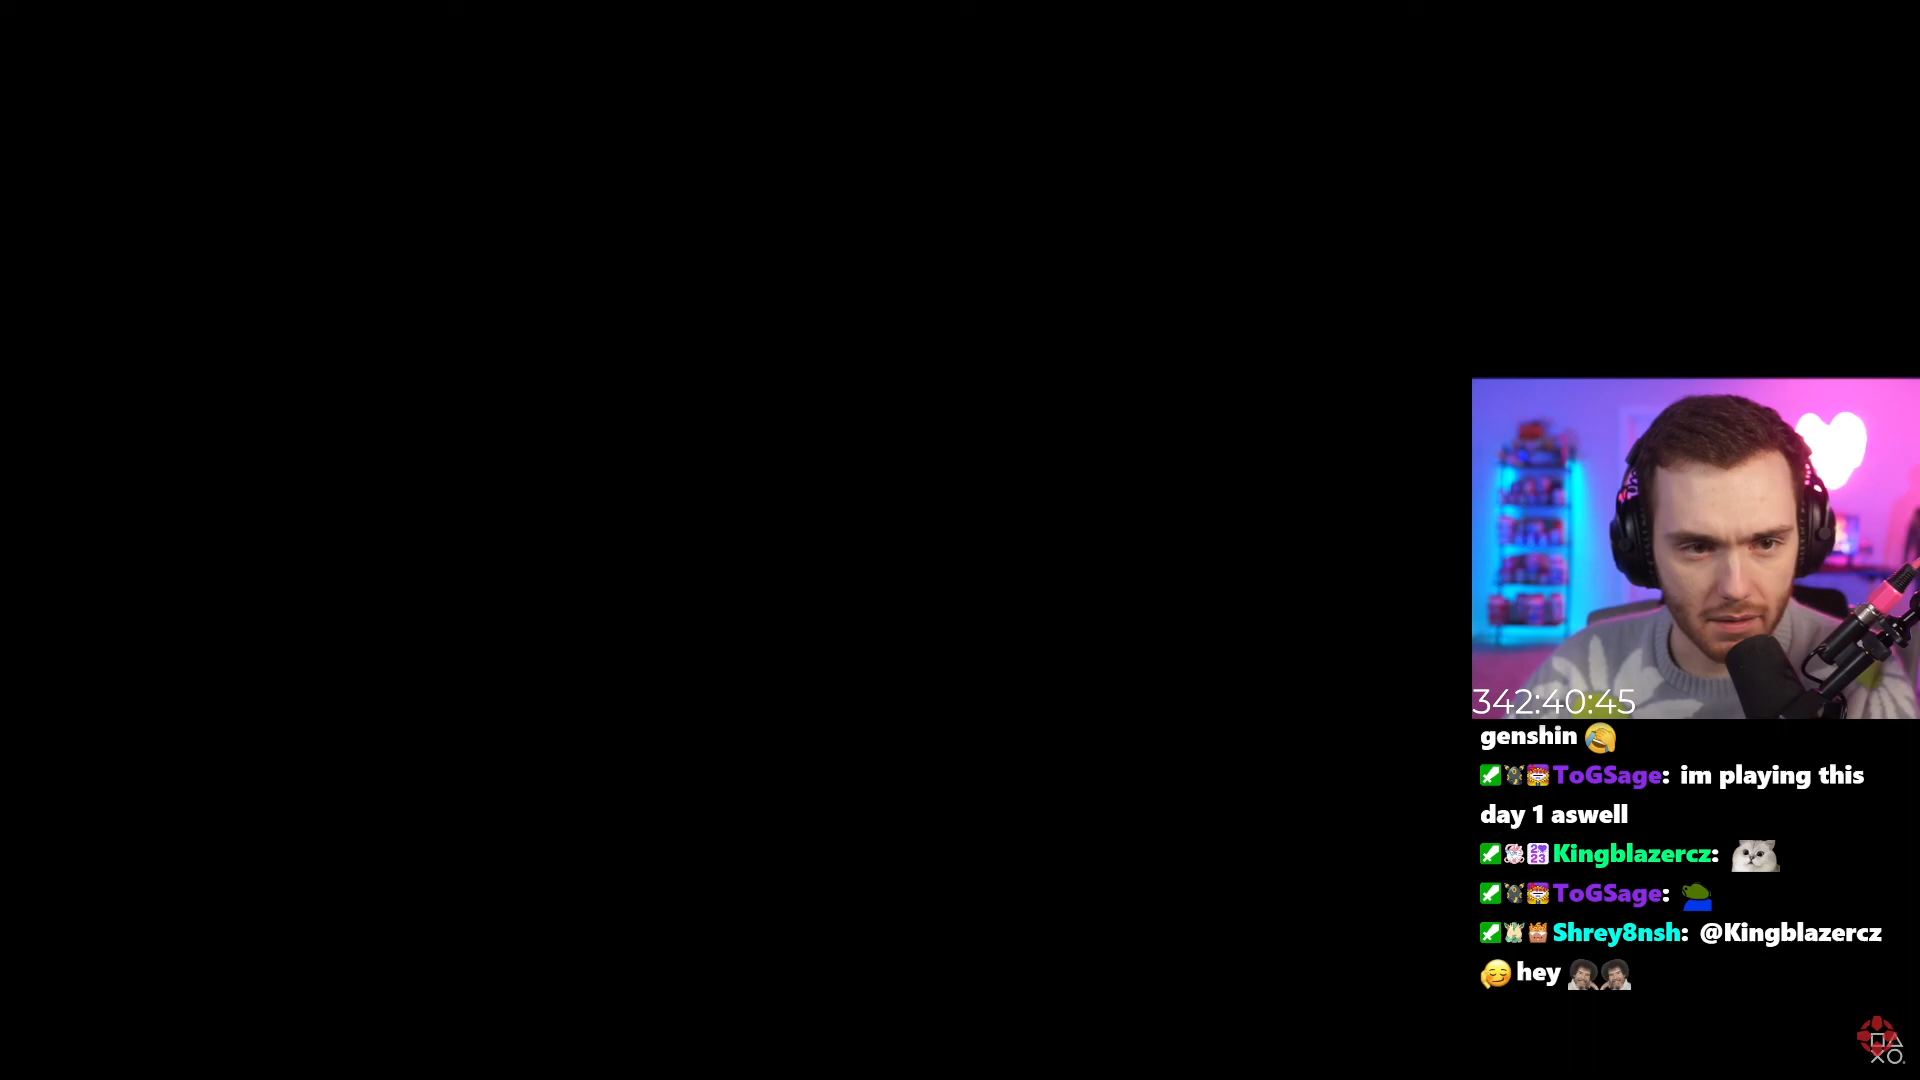 342:40:45
genshin
ToGSage: im playing this
day 1 aswell
Kingblazercz:
ToGSage:
Shrey8nsh: @Kingblazercz
hey